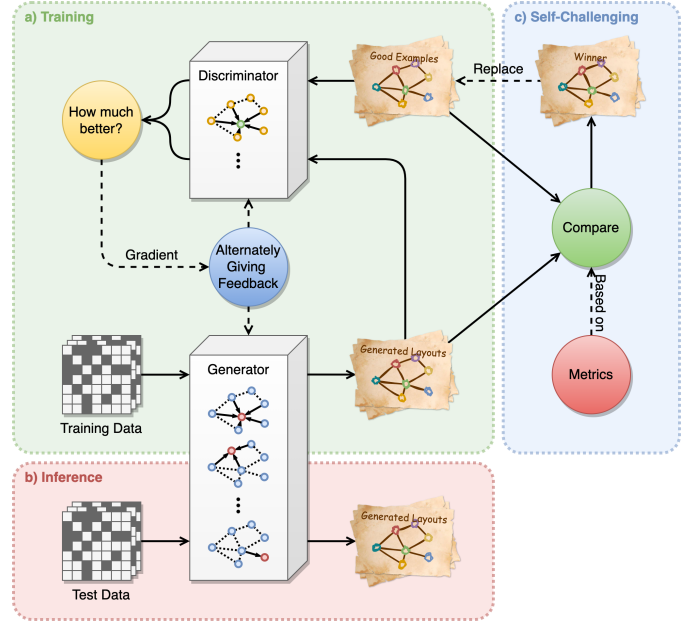 a) Training
c) Self-Challenging
Good Examples
Winner
Discriminator
Replace
How much
better?
Compare
Gradient
Alternately
Giving
Feedback
Based on
Generator
Generated Layouts
Metrics
Training Data
b) Inference
Generated Layouts
Test Data